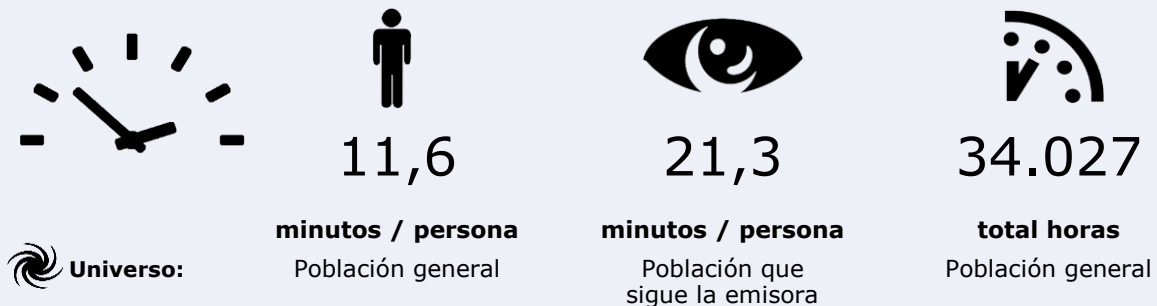 11,6
21,3
34.027
minutos / persona
minutos / persona
total horas
Universo:
Población general
Población que
sigue la emisora
Población general